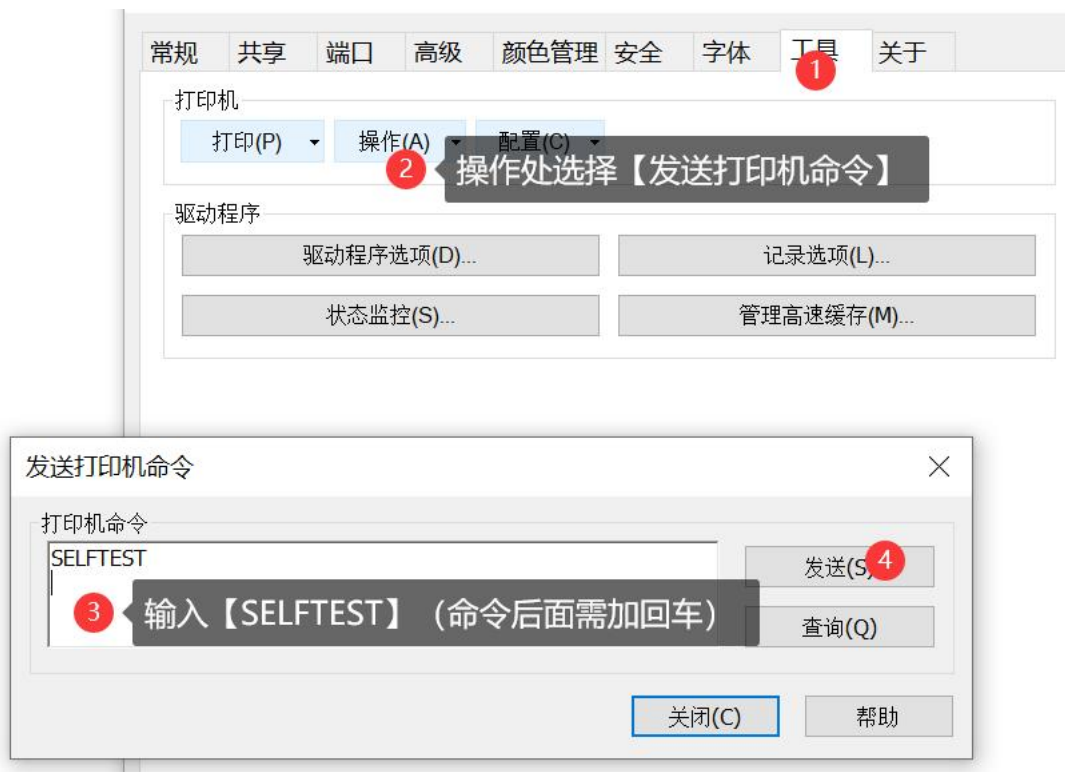 常规 共享 端口 高级 颜色管理 安全 字体 工具 关于
1
打印机
打印(P) 操作(A) 配置(C)
2 操作处选择【发送打印机命令】
驱动程序
驱动程序选项(D)... 记录选项(L)...
状态监控(S)... 管理高速缓存(M)...
发送打印机命令
打印机命令
SELFTEST
发送(S) 4
3 输入【SELFTEST】（命令后面需加回车）
查询(Q)
关闭(C) 帮助